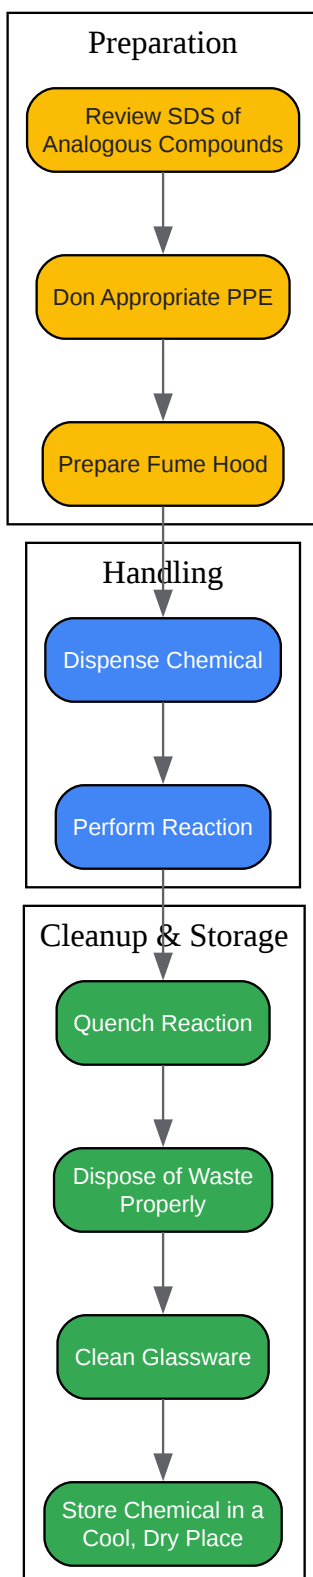 Preparation
Review SDS of
Analogous Compounds
Don Appropriate PPE
Prepare Fume Hood
Handling
Dispense Chemical
Perform Reaction
Cleanup & Storage
Quench Reaction
Dispose of Waste
Properly
Clean Glassware
Store Chemical in a
Cool, Dry Place